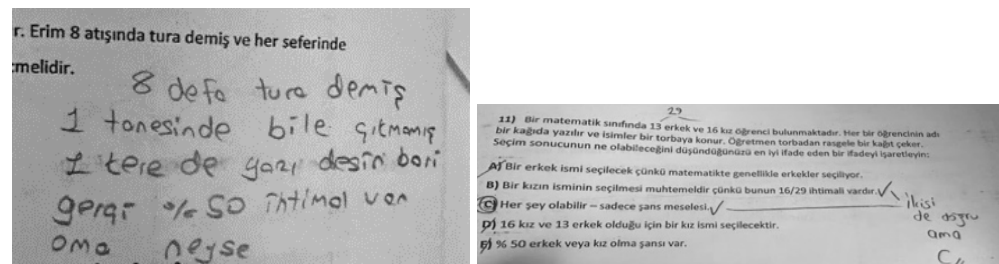 r. Erim 8 atışında tura demiş ve her seferinde
melidir.
8 defa tura demiş
1 tanesinde bile çıkmamış
1 tere de yazı desin bari
gerçi %50 ihtimal var
ama neyse
29
11) Bir matematik sınıfında 13 erkek ve 16 kız öğrenci bulunmaktadır. Her bir öğrencinin adı
bir kağıda yazılır ve isimler bir torbaya konur. Öğretmen torbadan rasgele bir kağıt çeker.
Seçim sonucunun ne olabileceğini düşündüğünüzü en iyi ifade eden bir ifadeyi işaretleyin:
A) Bir erkek ismi seçilecek çünkü matematikte genellikle erkekler seçiliyor.
B) Bir kızın isminin seçilmesi muhtemeldir çünkü bunun 16/29 ihtimali vardır.
C) Her şey olabilir – sadece şans meselesi.
D) 16 kız ve 13 erkek olduğu için bir kız ismi seçilecektir.
E) % 50 erkek veya kız olma şansı var.
ikisi
de doğru
ama
C